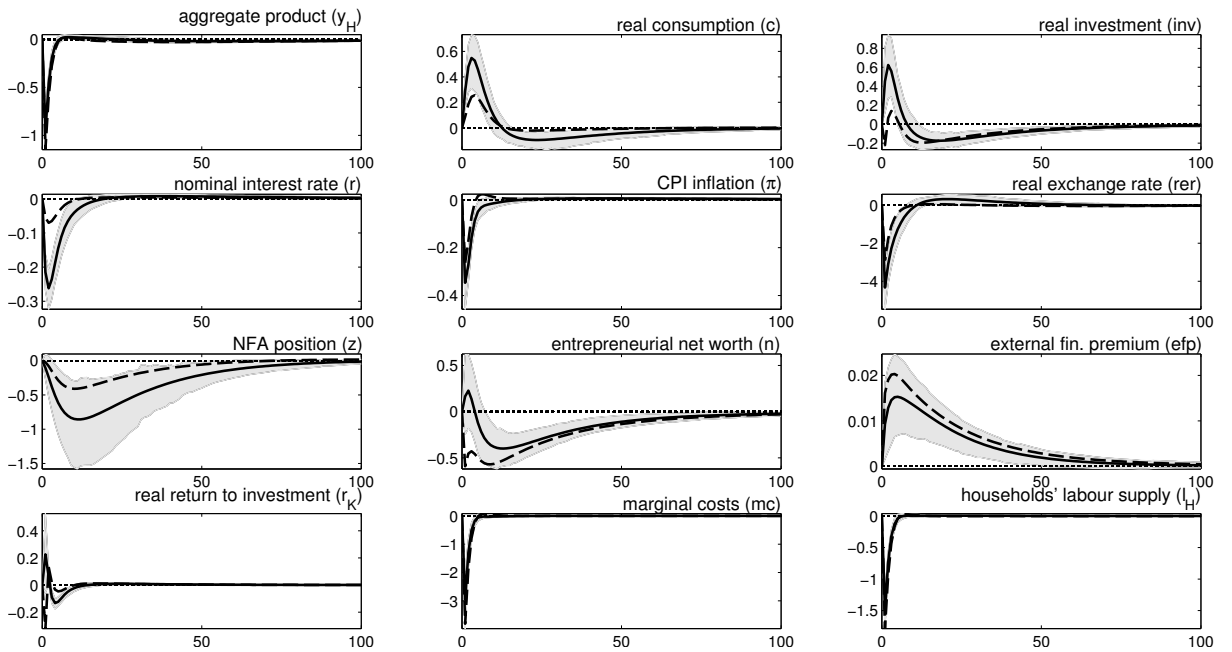 aggregate product (y_H)
0
−0.5
−1
0 50 100
real consumption (c)
0.6
0.4
0.2
0
0 50 100
real investment (inv)
0.8
0.6
0.4
0.2
0
−0.2
0 50 100
nominal interest rate (r)
0
−0.1
−0.2
−0.3
0 50 100
CPI inflation (π)
0
−0.2
−0.4
0 50 100
real exchange rate (rer)
0
−2
−4
0 50 100
NFA position (z)
0
−0.5
−1
−1.5
0 50 100
entrepreneurial net worth (n)
0.5
0
−0.5
0 50 100
external fin. premium (efp)
0.02
0.01
0
0 50 100
real return to investment (r_K)
0.4
0.2
0
−0.2
0 50 100
marginal costs (mc)
0
−1
−2
−3
0 50 100
households’ labour supply (l_H)
0
−0.5
−1
−1.5
0 50 100